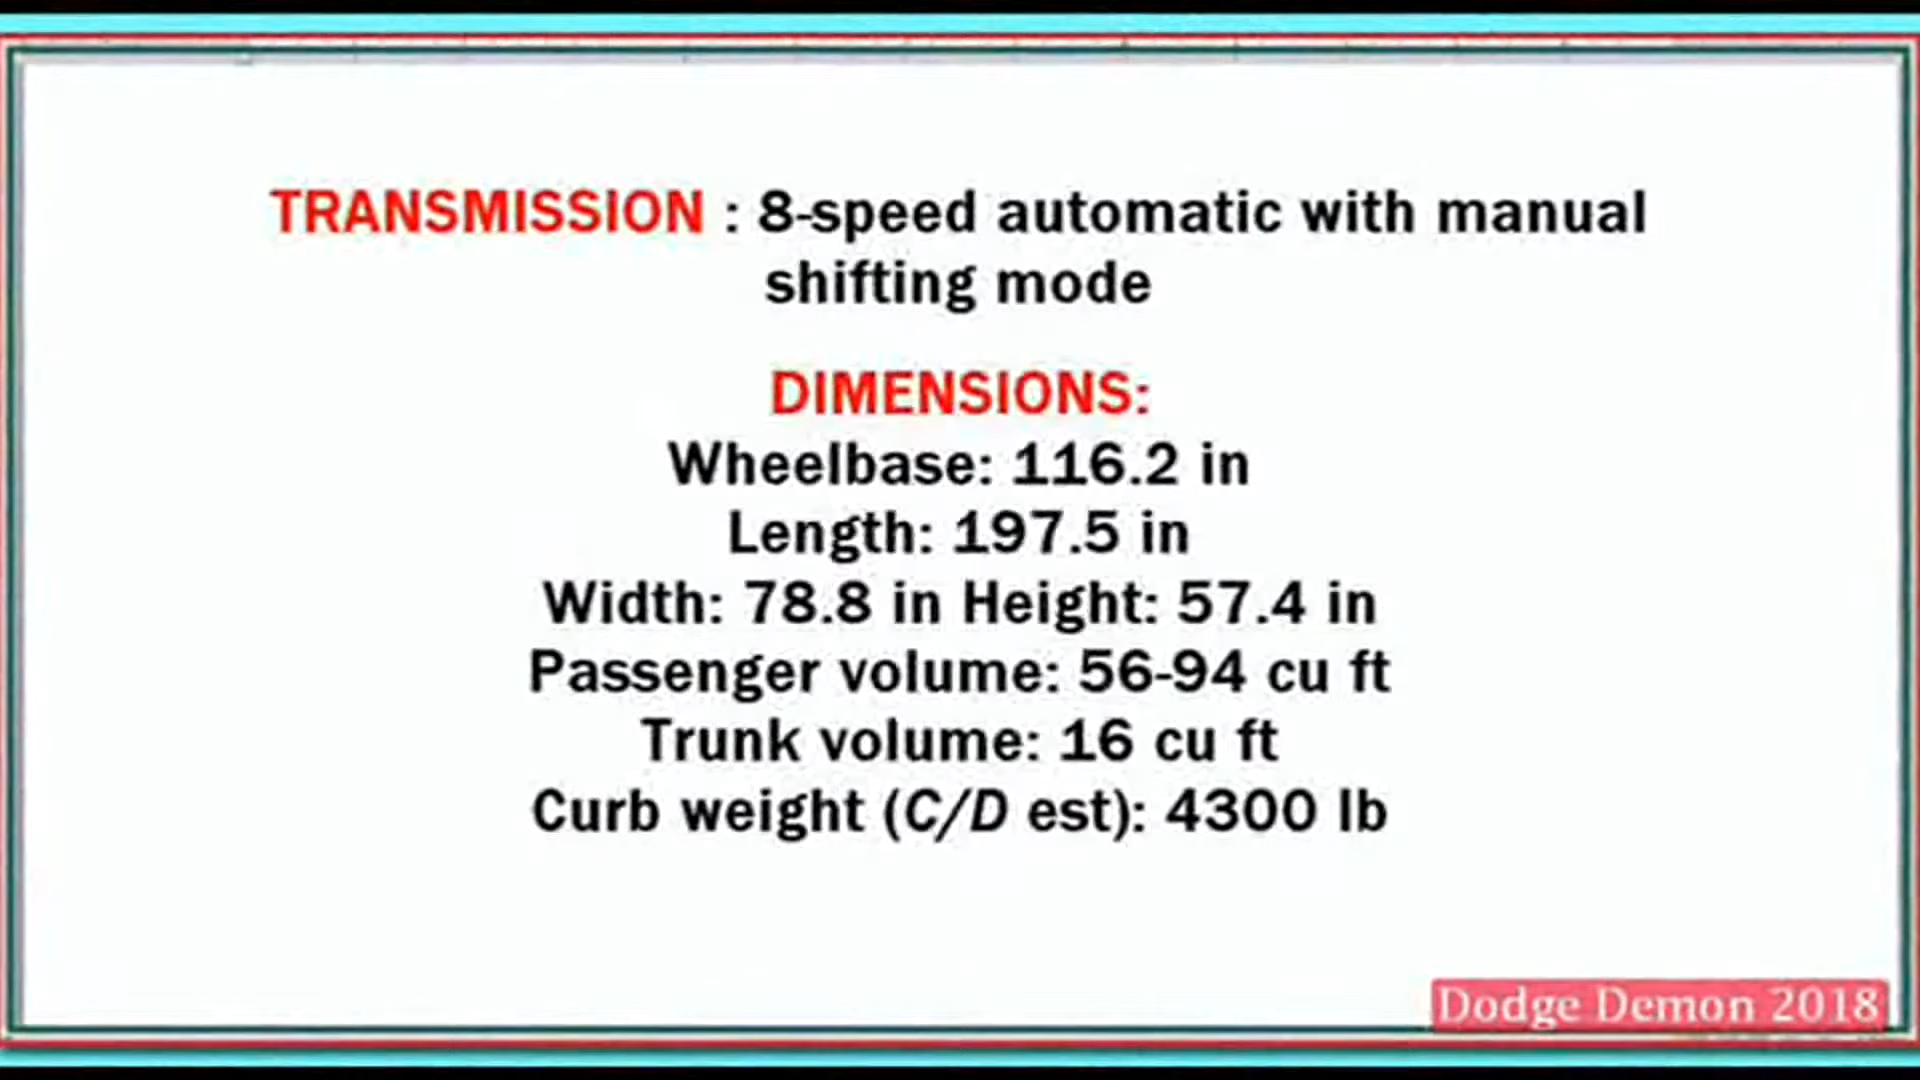 TRANSMISSION : 8-speed automatic with manual
shifting mode
DIMENSIONS:
Wheelbase: 116.2 in
Length: 197.5 in
Width: 78.8 in Height: 57.4 in
Passenger volume: 56-94 cu ft
Trunk volume: 16 cu ft
Curb weight (C/D est): 4300 lb
Dodge Demon 2018